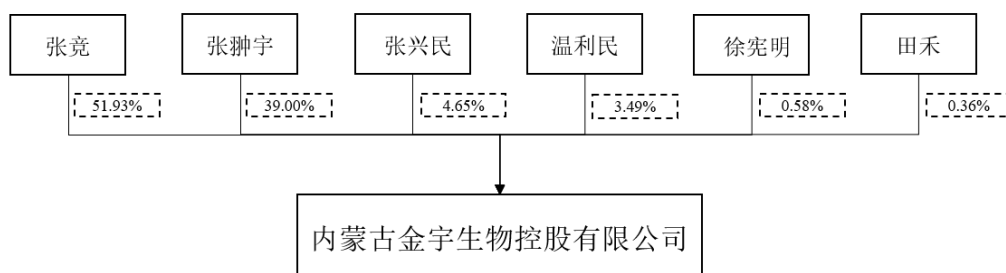 张竞 张翀宇 张兴民 温利民 徐宪明 田禾
51.93% 39.00% 4.65% 3.49% 0.58% 0.36%
内蒙古金宇生物控股有限公司